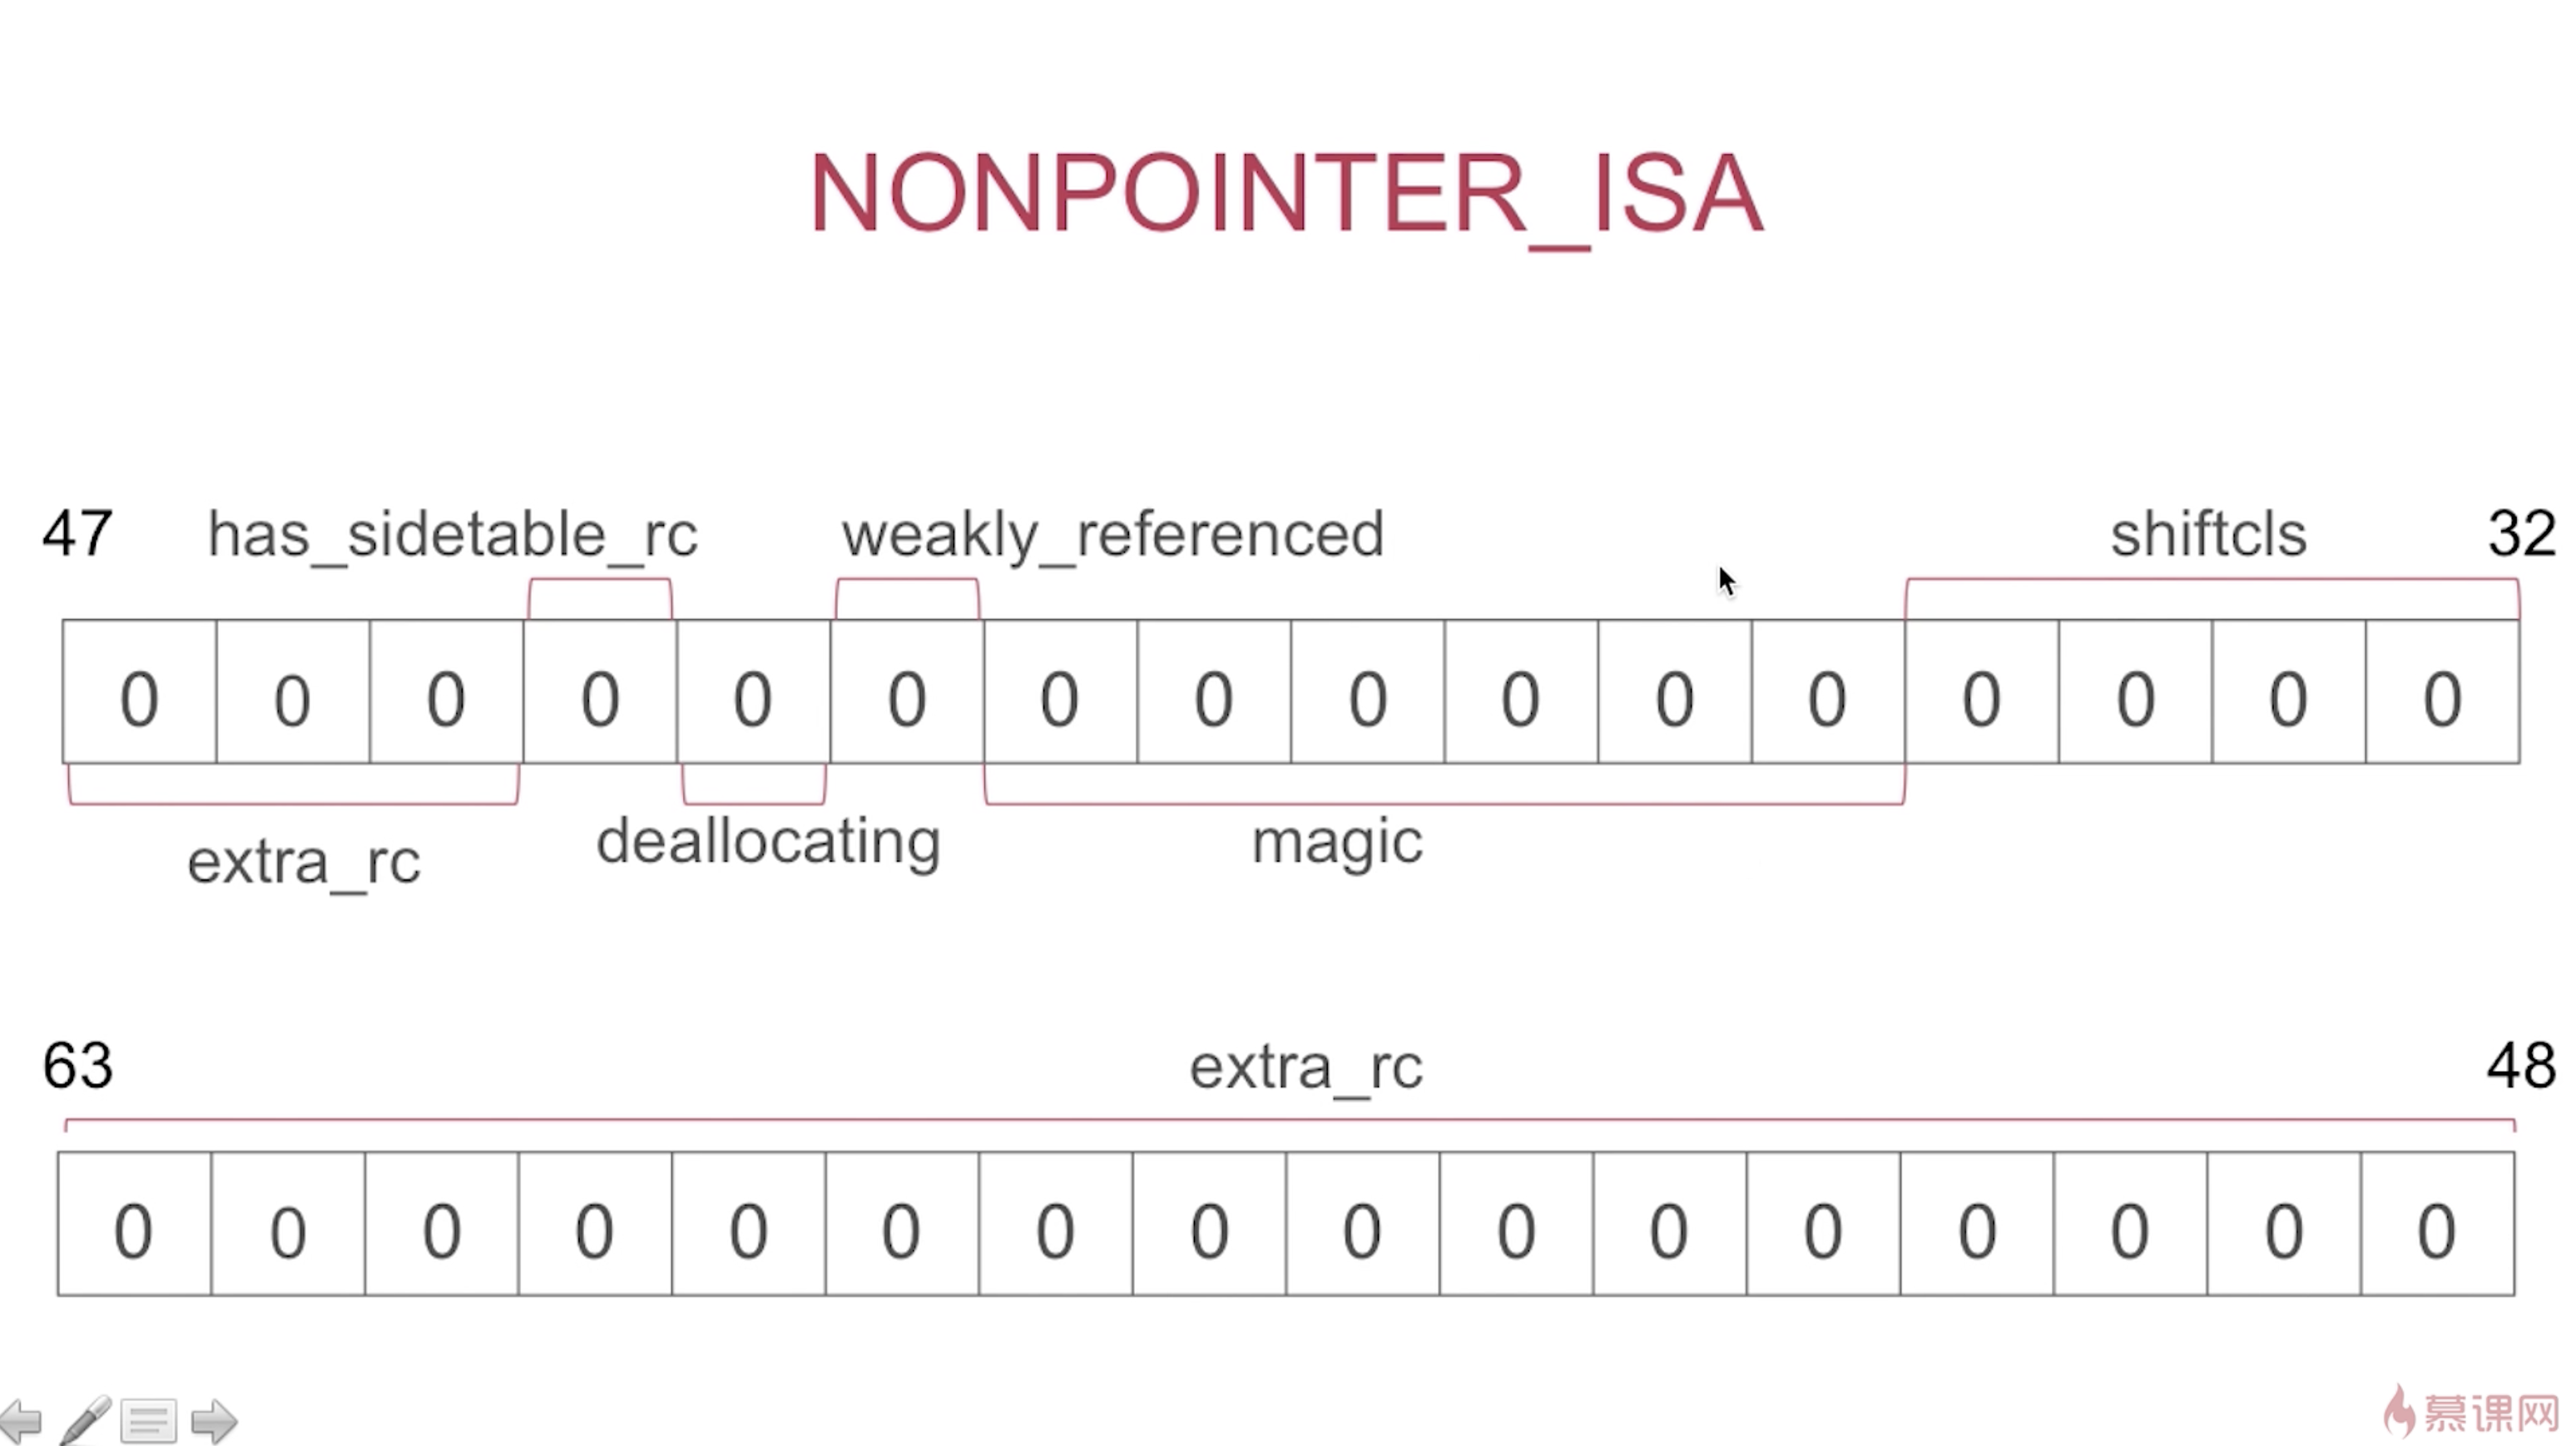 NONPOINTER_ISA
47 has_sidetable_rc weakly_referenced shiftcls 32
0 0 0 0 0 0 0 0 0 0 0 0 0 0 0 0
extra_rc deallocating magic
63 extra_rc 48
0 0 0 0 0 0 0 0 0 0 0 0 0 0 0 0
慕课网